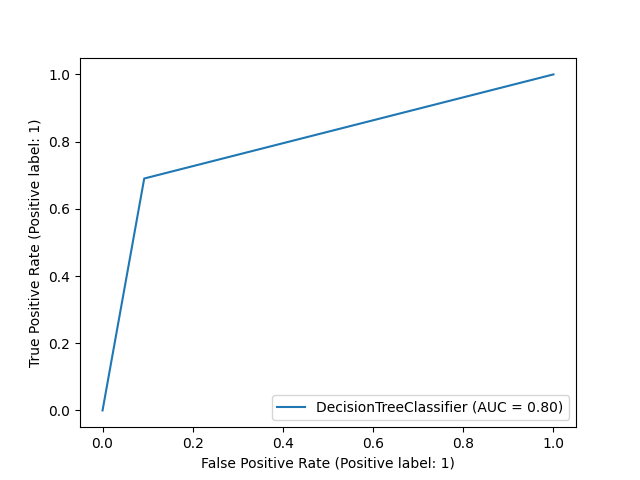 1.0
0.8
0.6
0.4
0.2
0.0
True Positive Rate (Positive label: 1)
DecisionTreeClassifier (AUC = 0.80)
0.0 0.2 0.4 0.6 0.8 1.0
False Positive Rate (Positive label: 1)